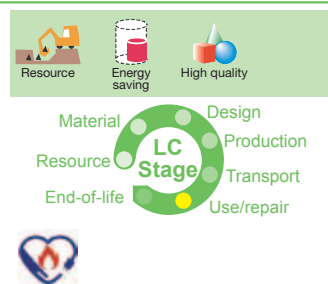 Resource
Energy
saving
High quality
Material
Design
Production
LC
Stage
Resource
Transport
End-of-life
Use/repair